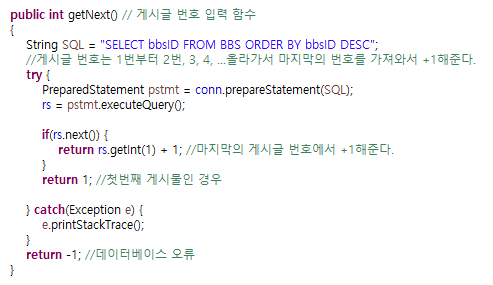 public int getNext() // 게시글 번호 입력 함수
{
String SQL = "SELECT bbsID FROM BBS ORDER BY bbsID DESC";
//게시글 번호는 1번부터 2번, 3, 4, ...올라가서 마지막의 번호를 가져와서 +1해준다.
try {
PreparedStatement pstmt = conn.prepareStatement(SQL);
rs = pstmt.executeQuery();
if(rs.next()) {
return rs.getInt(1) + 1; //마지막의 게시글 번호에서 +1해준다.
}
return 1; //첫번째 게시물인 경우
} catch(Exception e) {
e.printStackTrace();
}
return -1; //데이터베이스 오류
}